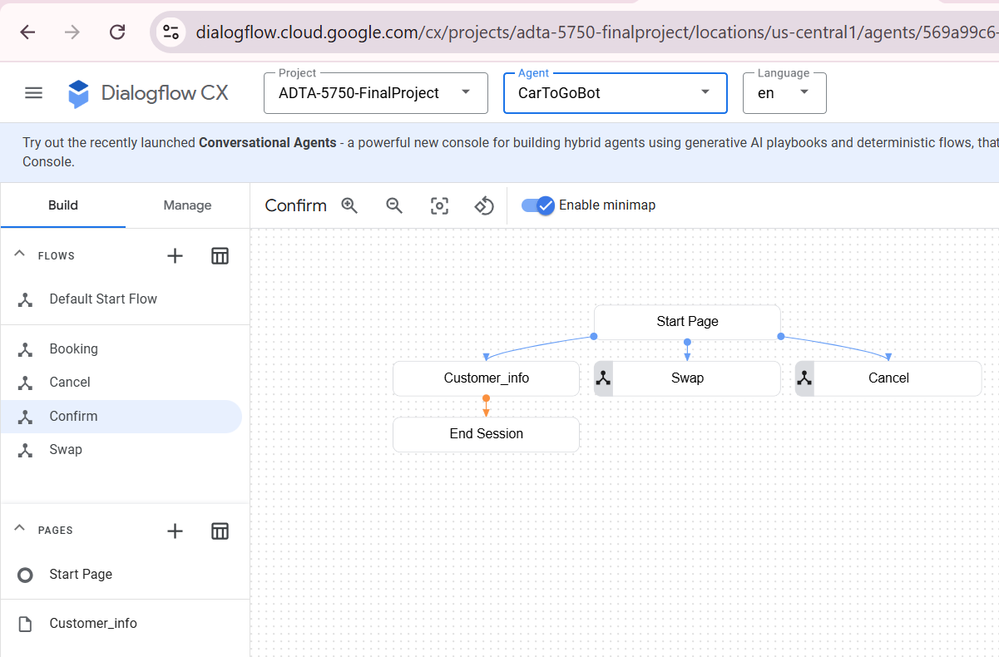 dialogflow.cloud.google.com/cx/projects/adta-5750-finalproject/locations/us-central1/agents/569a99c6-
Dialogflow CX
Project
ADTA-5750-FinalProject
Agent
CarToGoBot
Language
en
Try out the recently launched Conversational Agents - a powerful new console for building hybrid agents using generative AI playbooks and deterministic flows, that
Console.
Build
Manage
Confirm
Enable minimap
FLOWS
Default Start Flow
Booking
Cancel
Confirm
Swap
PAGES
Start Page
Customer_info
Start Page
Customer_info
Swap
Cancel
End Session